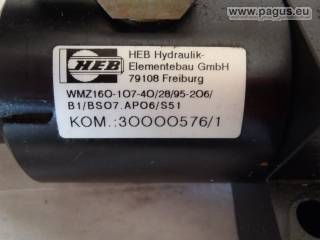 www.pagus.eu
HEB
HEB Hydraulik-
Elementebau GmbH
79108 Freiburg
WMZ160-107-40/28/95-206/
B1/BS07.AP06/S51
KOM.:30000576/1